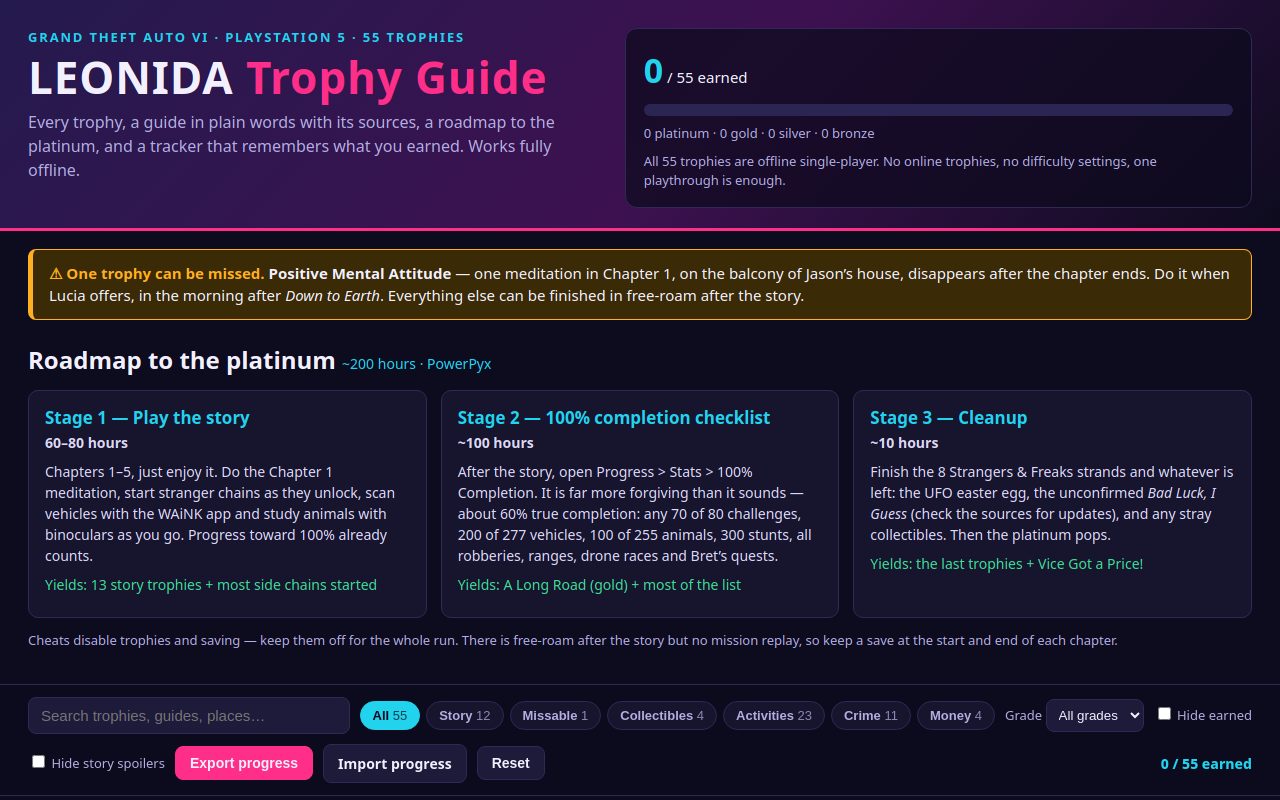 GRAND THEFT AUTO VI · PLAYSTATION 5 · 55 TROPHIES
LEONIDA Trophy Guide
Every trophy, a guide in plain words with its sources, a roadmap to the
platinum, and a tracker that remembers what you earned. Works fully
offline.
0 / 55 earned
0 platinum · 0 gold · 0 silver · 0 bronze
All 55 trophies are offline single-player. No online trophies, no difficulty settings, one
playthrough is enough.
⚠ One trophy can be missed. Positive Mental Attitude — one meditation in Chapter 1, on the balcony of Jason’s house, disappears after the chapter ends. Do it when
Lucia offers, in the morning after Down to Earth. Everything else can be finished in free-roam after the story.
Roadmap to the platinum ~200 hours · PowerPyx
Stage 1 — Play the story
60–80 hours
Chapters 1–5, just enjoy it. Do the Chapter 1
meditation, start stranger chains as they unlock, scan
vehicles with the WAiNK app and study animals with
binoculars as you go. Progress toward 100% already
counts.
Yields: 13 story trophies + most side chains started
Stage 2 — 100% completion checklist
~100 hours
After the story, open Progress > Stats > 100%
Completion. It is far more forgiving than it sounds —
about 60% true completion: any 70 of 80 challenges,
200 of 277 vehicles, 100 of 255 animals, 300 stunts, all
robberies, ranges, drone races and Bret’s quests.
Yields: A Long Road (gold) + most of the list
Stage 3 — Cleanup
~10 hours
Finish the 8 Strangers & Freaks strands and whatever is
left: the UFO easter egg, the unconfirmed Bad Luck, I
Guess (check the sources for updates), and any stray
collectibles. Then the platinum pops.
Yields: the last trophies + Vice Got a Price!
Cheats disable trophies and saving — keep them off for the whole run. There is free-roam after the story but no mission replay, so keep a save at the start and end of each chapter.
Search trophies, guides, places…
All 55
Story 12
Missable 1
Collectibles 4
Activities 23
Crime 11
Money 4
Grade
All grades
Hide earned
Hide story spoilers
Export progress
Import progress
Reset
0 / 55 earned